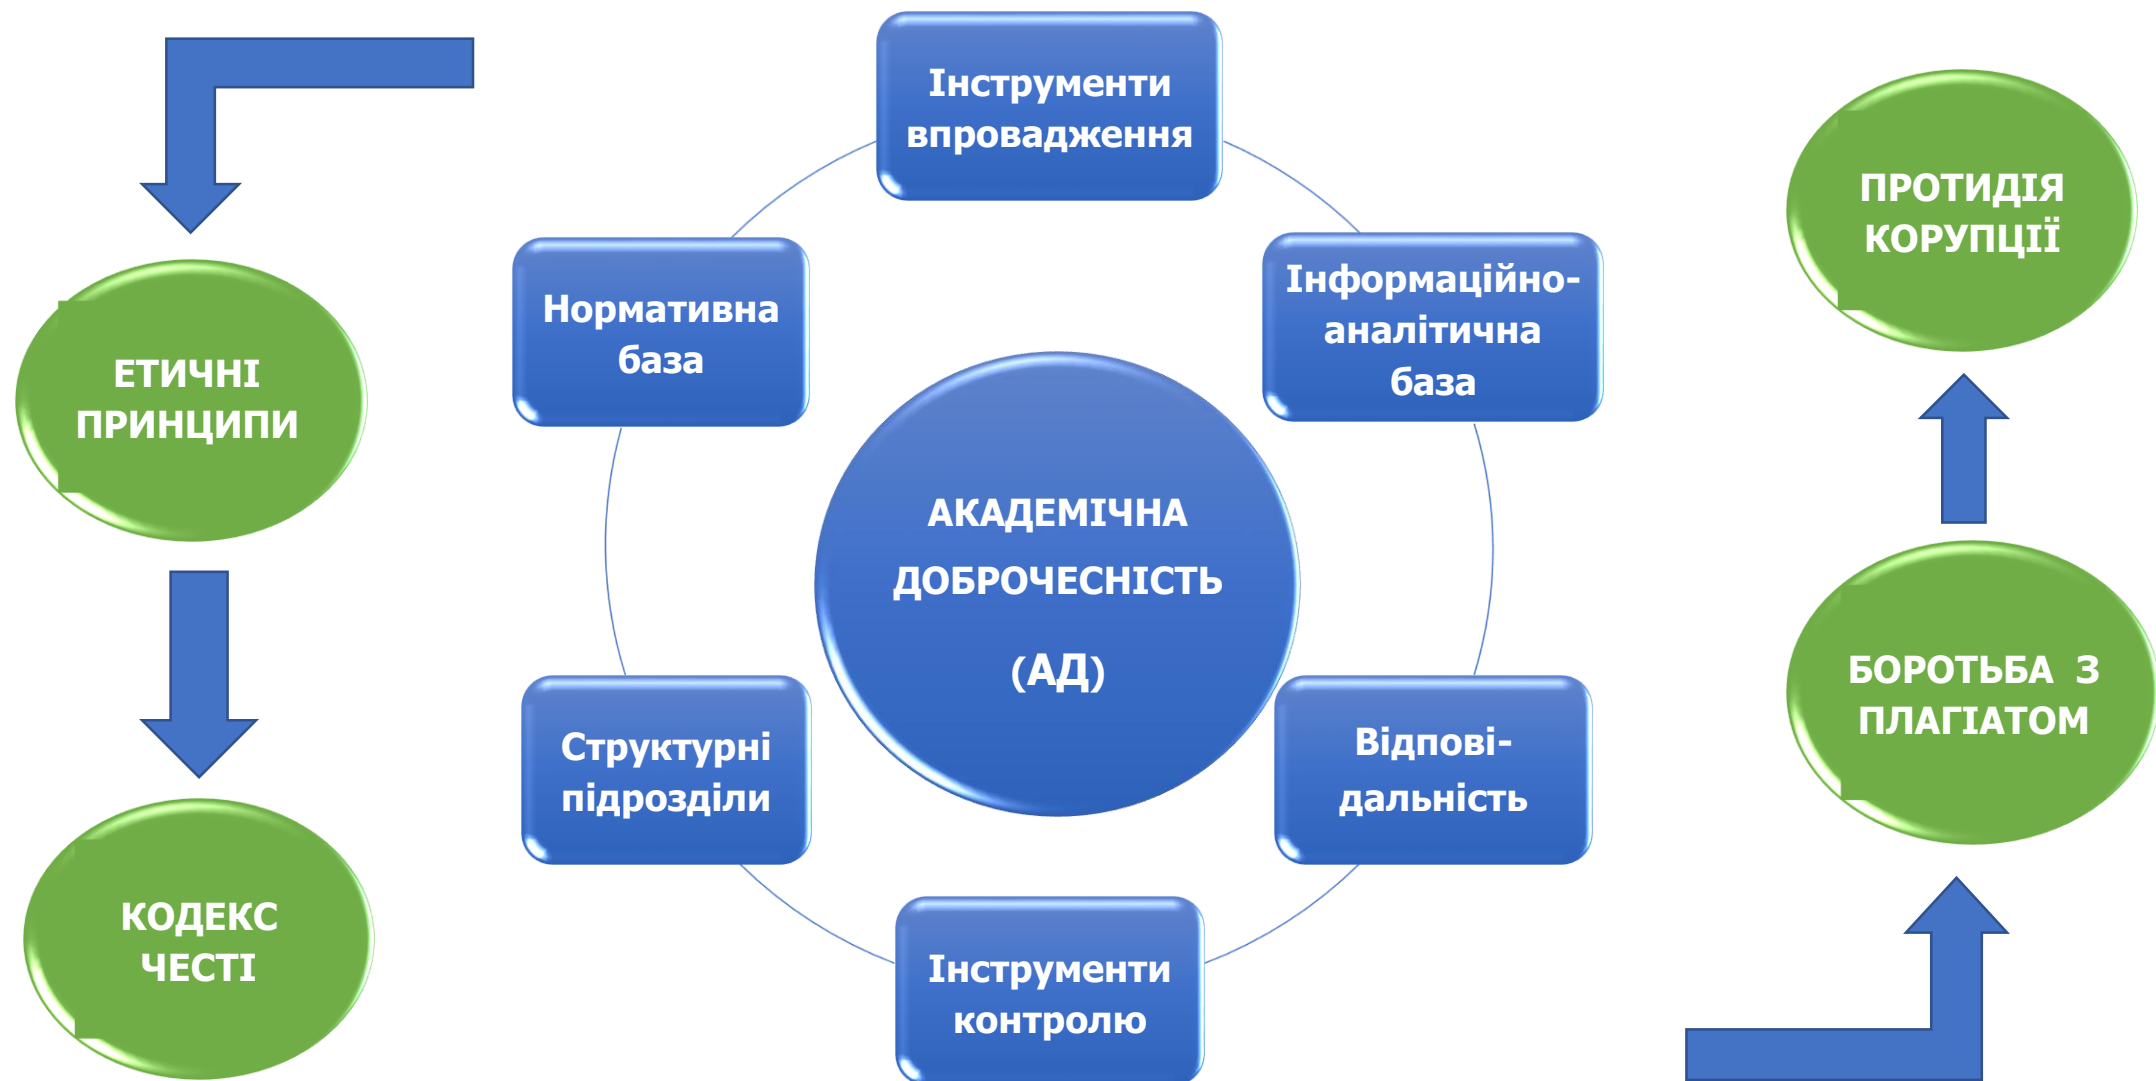 Інструменти
впровадження
ПРОТИДІЯ
КОРУПЦІЇ
Нормативна
база
Інформаційно-
аналітична
база
ЕТИЧНІ
ПРИНЦИПИ
АКАДЕМІЧНА
ДОБРОЧЕСНІСТЬ
(АД)
БОРОТЬБА З
ПЛАГІАТОМ
Структурні
підрозділи
Відпові-
дальність
КОДЕКС
ЧЕСТІ
Інструменти
контролю